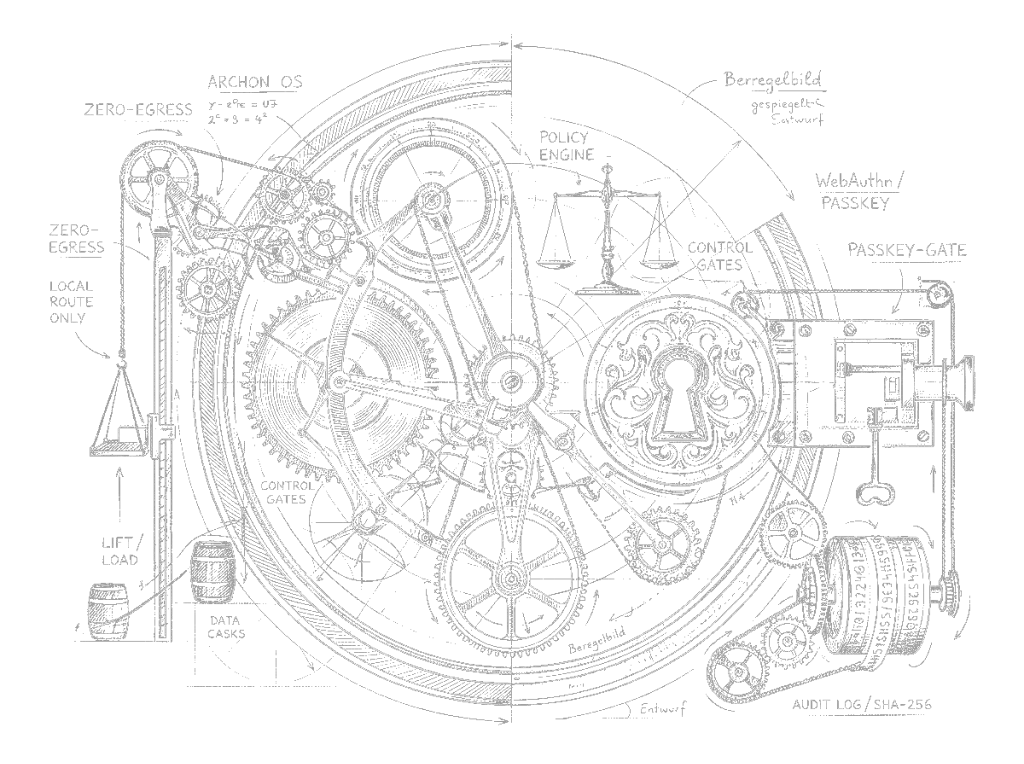 ARCHON OS
ZERO-EGRESS
Berregelbild
gespiegelt
Entwurf
POLICY
ENGINE
WebAuthn/
PASSKEY
ZERO-
EGRESS
CONTROL
GATES
PASSKEY-GATE
LOCAL
ROUTE
ONLY
CONTROL
GATES
LIFT/
LOAD
DATA
CASKS
Beregelbild
Entwurf
AUDIT LOG/SHA-256